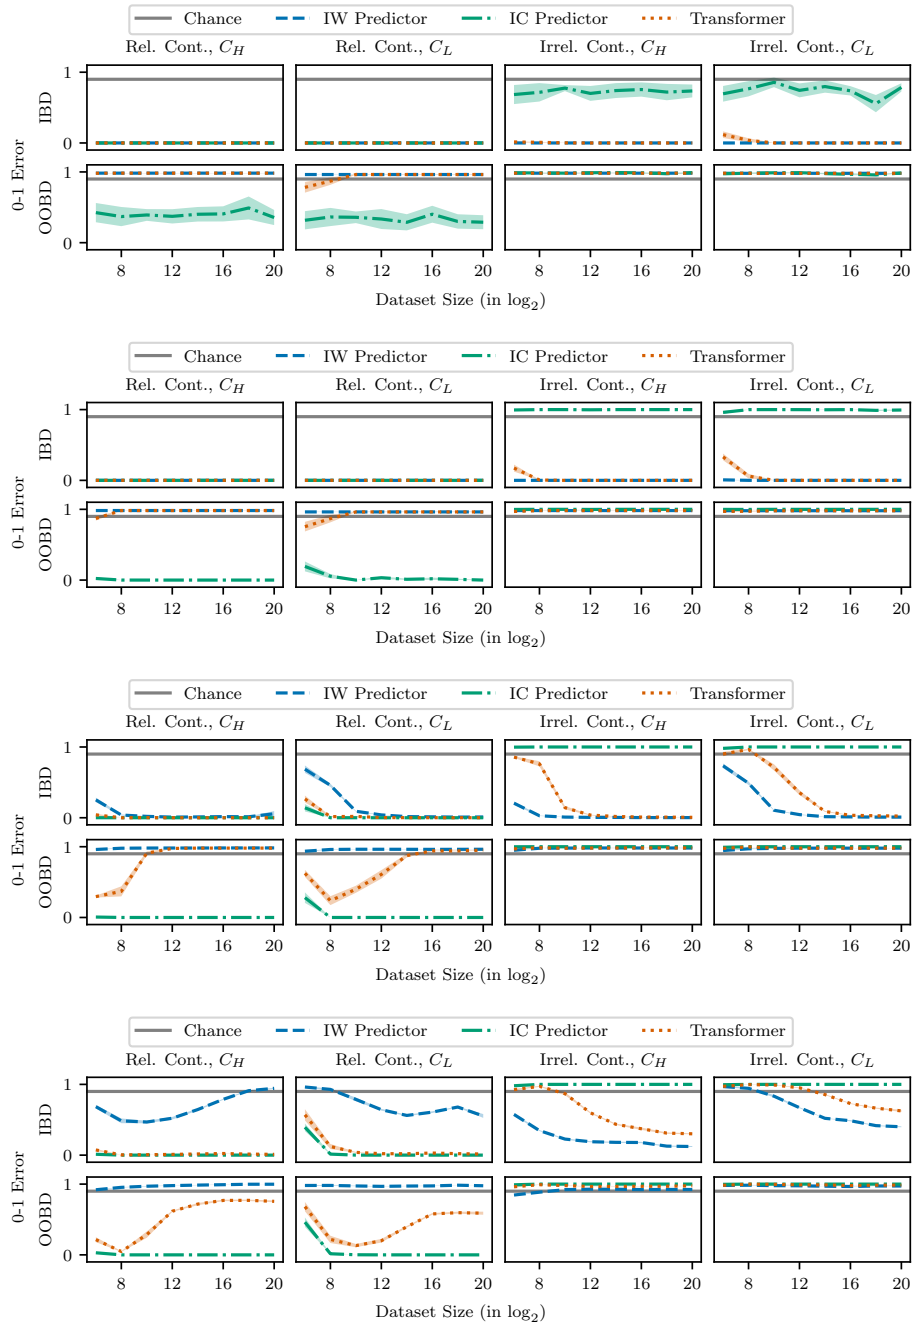 Chance IW Predictor IC Predictor Transformer
Rel. Cont., C_H Rel. Cont., C_L Irrel. Cont., C_H Irrel. Cont., C_L
0-1 Error
IBD
1
0
OOBD
1
0
8 12 16 20 8 12 16 20 8 12 16 20 8 12 16 20
Dataset Size (in log_2)
Chance IW Predictor IC Predictor Transformer
Rel. Cont., C_H Rel. Cont., C_L Irrel. Cont., C_H Irrel. Cont., C_L
0-1 Error
IBD
1
0
OOBD
1
0
8 12 16 20 8 12 16 20 8 12 16 20 8 12 16 20
Dataset Size (in log_2)
Chance IW Predictor IC Predictor Transformer
Rel. Cont., C_H Rel. Cont., C_L Irrel. Cont., C_H Irrel. Cont., C_L
0-1 Error
IBD
1
0
OOBD
1
0
8 12 16 20 8 12 16 20 8 12 16 20 8 12 16 20
Dataset Size (in log_2)
Chance IW Predictor IC Predictor Transformer
Rel. Cont., C_H Rel. Cont., C_L Irrel. Cont., C_H Irrel. Cont., C_L
0-1 Error
IBD
1
0
OOBD
1
0
8 12 16 20 8 12 16 20 8 12 16 20 8 12 16 20
Dataset Size (in log_2)